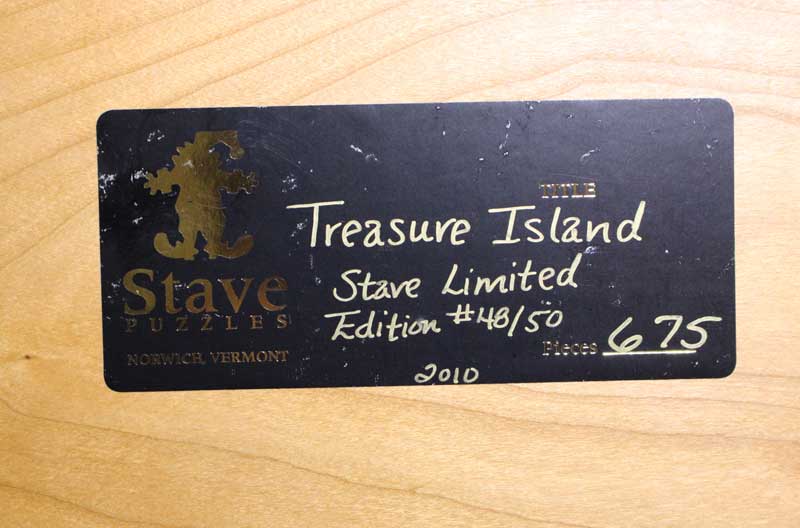 TITLE
Treasure Island
Stave
PUZZLES
NORWICH, VERMONT
Stave Limited
Edition #48/50
Pieces 675
2010